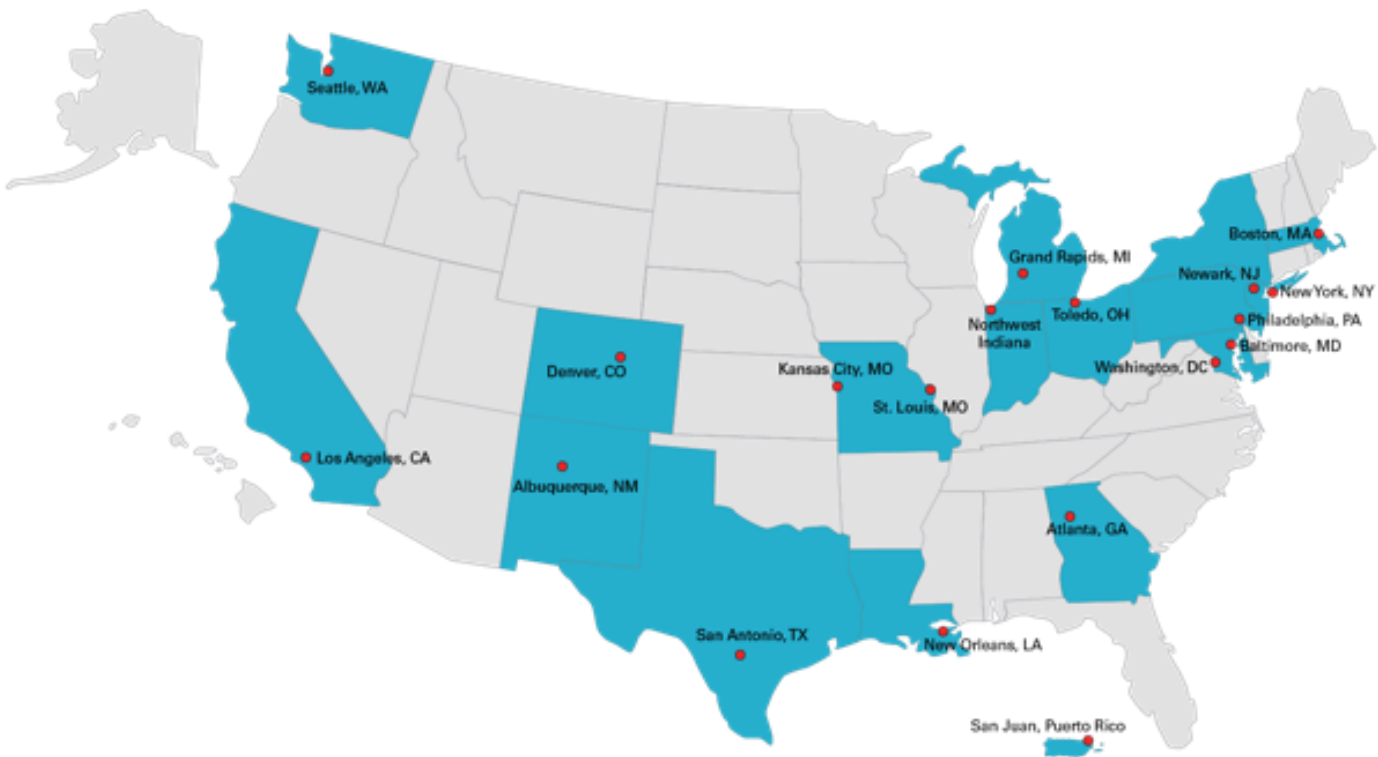 Seattle, WA
Boston, MA
Grand Rapids, MI
Newark, NJ
New York, NY
Toledo, OH
Philadelphia, PA
Northwest
Indiana
Baltimore, MD
Washington, DC
Kansas City, MO
Denver, CO
St. Louis, MO
Los Angeles, CA
Albuquerque, NM
Atlanta, GA
San Antonio, TX
New Orleans, LA
San Juan, Puerto Rico